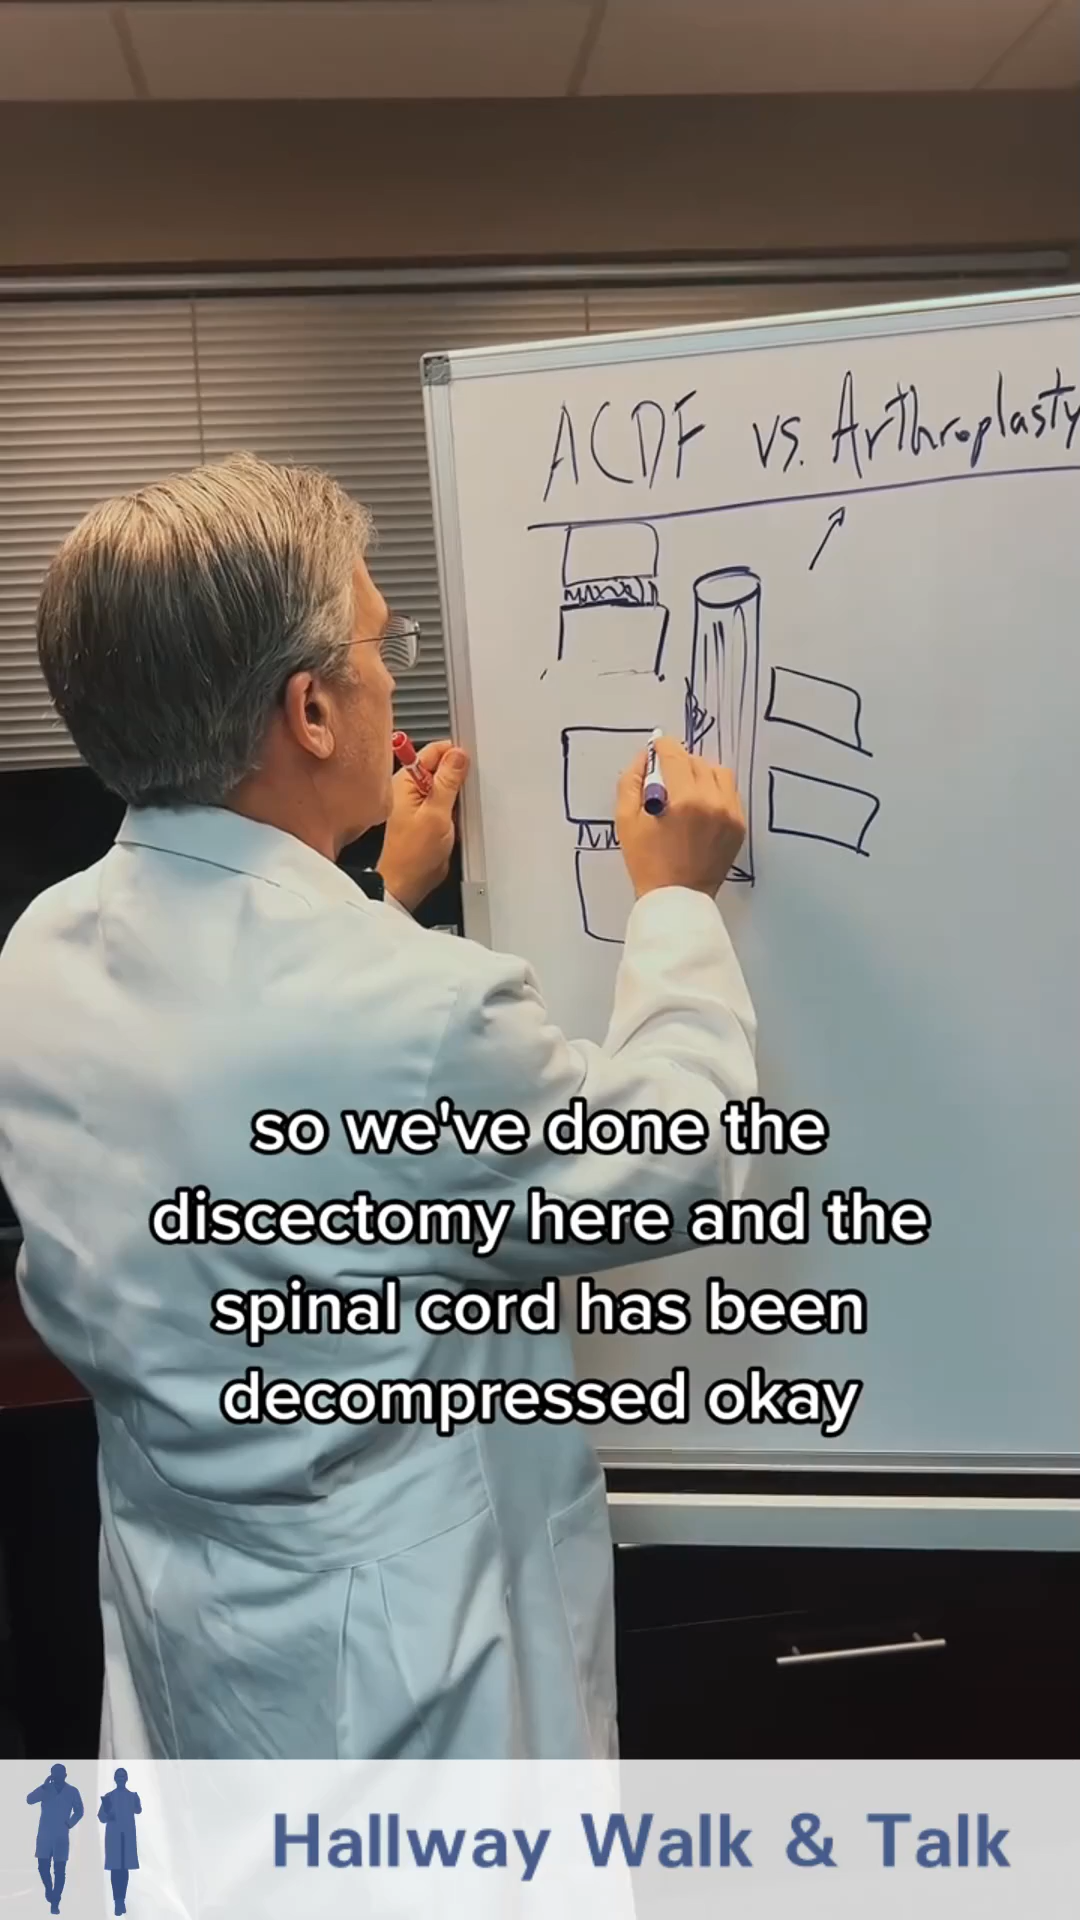 ACDF vs. Arthroplasty
so we've done the
discectomy here and the
spinal cord has been
decompressed okay
Hallway Walk & Talk